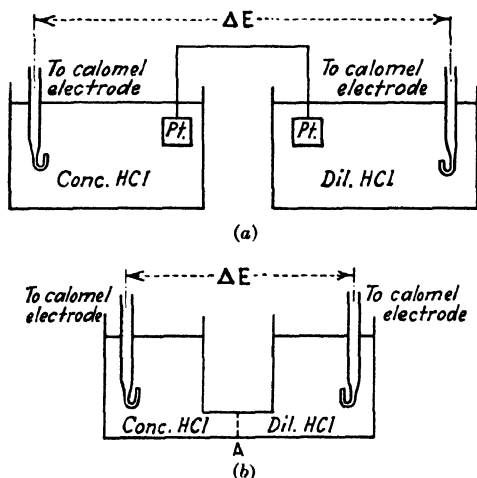 ΔE
To calomel
electrode
To calomel
electrode
Pt.
Pt.
Conc. HCl
Dil. HCl
(a)
ΔE
To calomel
electrode
To calomel
electrode
Conc. HCl
Dil. HCl
A
(b)